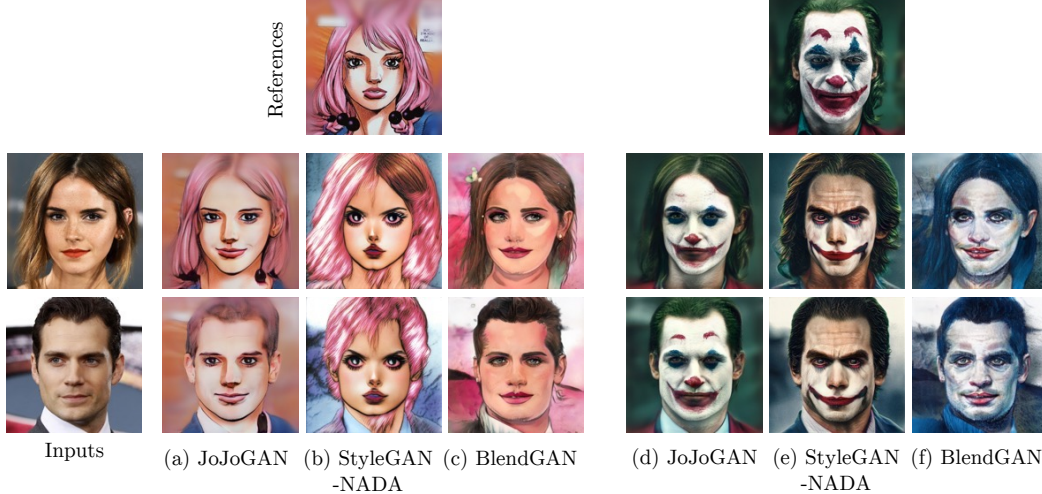 References
Inputs
(a) JoJoGAN
(b) StyleGAN
-NADA
(c) BlendGAN
(d) JoJoGAN
(e) StyleGAN
-NADA
(f) BlendGAN